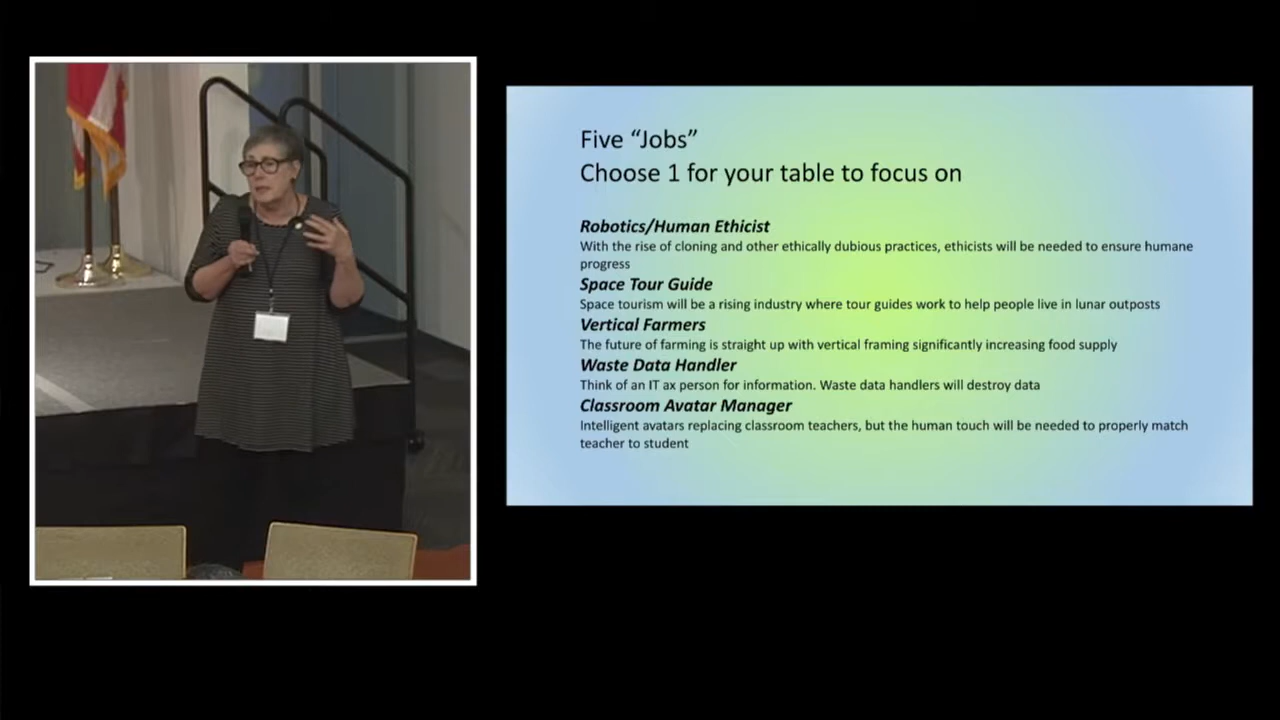 Five “Jobs”
Choose 1 for your table to focus on
Robotics/Human Ethicist
With the rise of cloning and other ethically dubious practices, ethicists will be needed to ensure humane
progress
Space Tour Guide
Space tourism will be a rising industry where tour guides work to help people live in lunar outposts
Vertical Farmers
The future of farming is straight up with vertical framing significantly increasing food supply
Waste Data Handler
Think of an IT ax person for information. Waste data handlers will destroy data
Classroom Avatar Manager
Intelligent avatars replacing classroom teachers, but the human touch will be needed to properly match
teacher to student